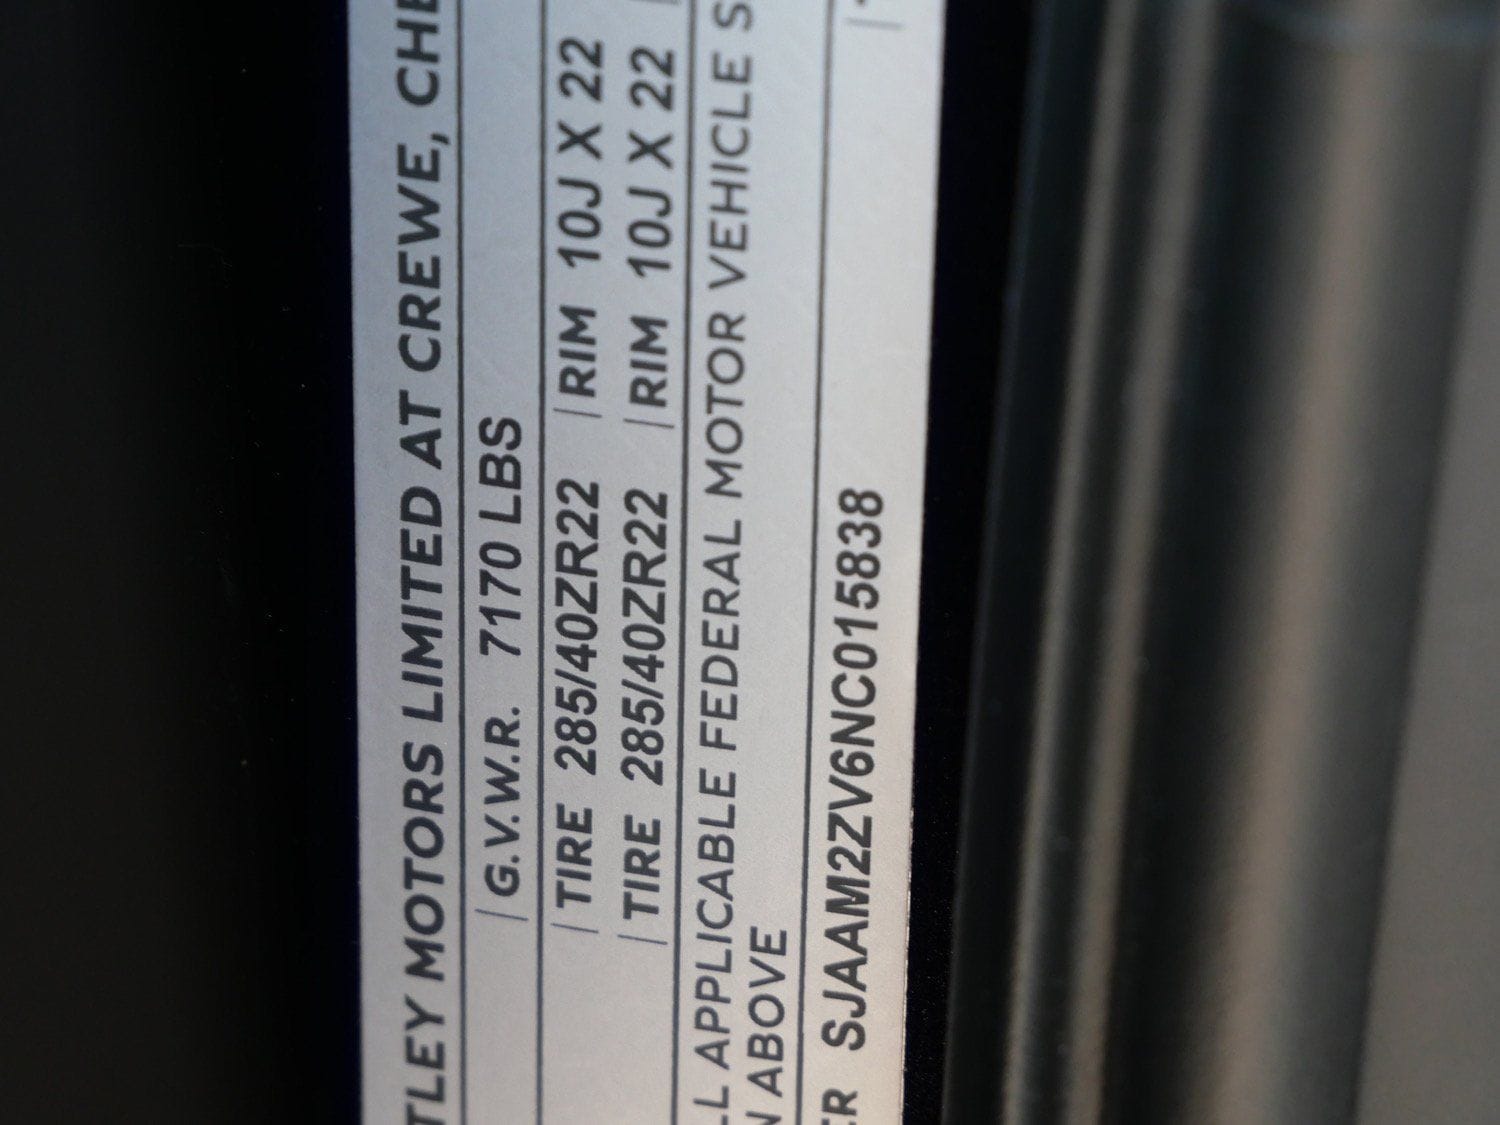 TLEY MOTORS LIMITED AT CREWE, CHE
G.V.W.R. 7170 LBS
TIRE 285/40ZR22 RIM 10J X 22
TIRE 285/40ZR22 RIM 10J X 22
LL APPLICABLE FEDERAL MOTOR VEHICLE S
N ABOVE
ER SJAAM2ZV6NC015838